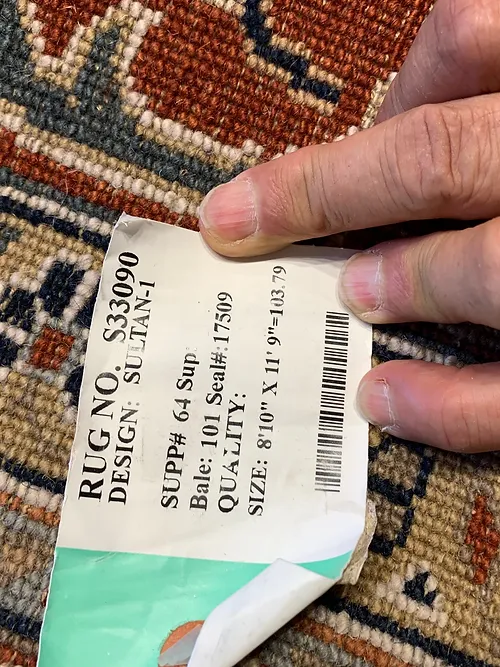 RUG NO. S33090
DESIGN: SULTAN-1
SUPP# 64 Sup
Bale: 101 Seal#:17509
QUALITY:
SIZE: 8'10" X 11' 9"=103.79